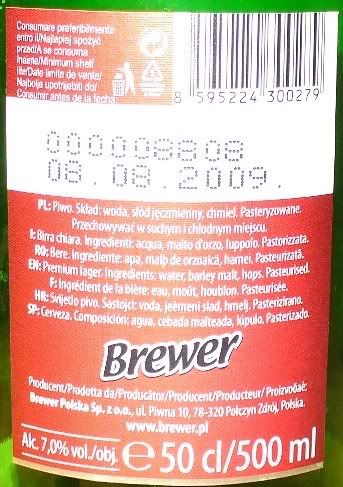 Consumare preferibilmente
entro il/Najlepiej spożyć
przed/A se consuma
înainte/Minimum shelf
life/Date limite de vente/
Najbolje upotrijebiti do/
Consumar antes de la fecha
8 595224 300279
000008808
08.08.2009.
PL: Piwo. Skład: woda, słód jęczmienny, chmiel. Pasteryzowane.
Przechowywać w suchym i chłodnym miejscu.
I: Birra chiara. Ingredienti: acqua, malto d'orzo, luppolo. Pastorizzata.
RO: Bere. Ingrediente: apa, malp de orzoalcă, hamei. Pasteurizată.
EN: Premium lager. Ingredients: water, barley malt, hops. Pasteurised.
F: Ingrédient de la bière: eau, moût, houblon. Pasteurisée.
HR: Svijetlo pivo. Sastojci: voda, ječmeni slad, hmelj. Pasterizirano.
SP: Cerveza. Composición: agua, cebada malteada, lúpulo. Pasterizado.
Brewer
Producent/Prodotta da/Producător/Producent/Producteur/ Proizvođač:
Brewer Polska Sp. z o.o., ul. Piwna 10, 78-320 Połczyn Zdrój, Polska.
www.brewer.pl
Alc. 7,0% vol./obj. e 50 cl/500 ml